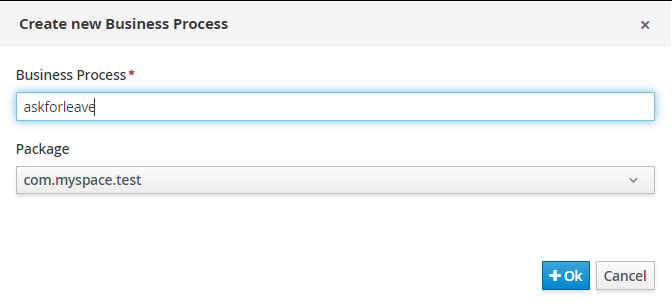 Create new Business Process
Business Process*
askforleave
Package
com.myspace.test
Ok Cancel